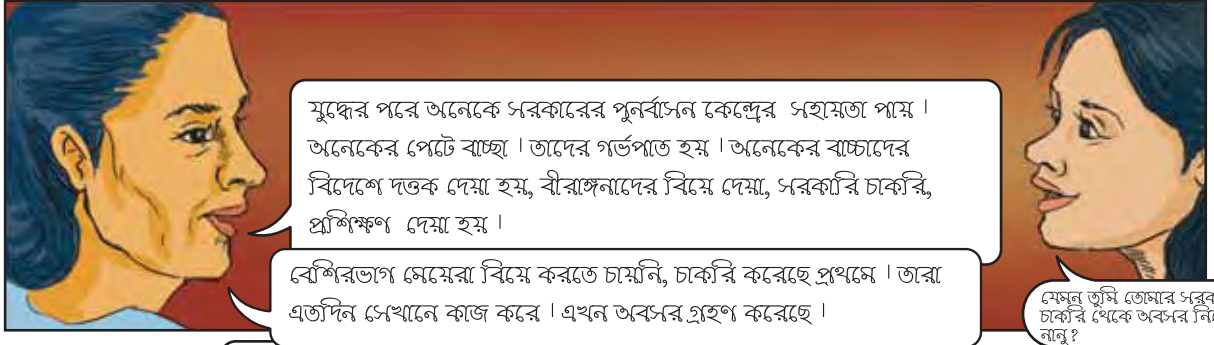 যুদ্ধের পরে অনেকে সরকারের পুনর্বাসন কেন্দ্রের সহায়তা পায় ।
অনেকের পেটে বাচ্ছা । তাদের গর্ভপাত হয় । অনেকের বাচ্চাদের
বিদেশে দত্তক দেয়া হয়, বীরাঙ্গনাদের বিয়ে দেয়া, সরকারি চাকরি,
প্রশিক্ষণ দেয়া হয় ।
বেশিরভাগ মেয়েরা বিয়ে করতে চায়নি, চাকরি করেছে প্রথমে । তারা
এতদিন সেখানে কাজ করে । এখন অবসর গ্রহণ করেছে ।
যেমন তুমি তোমার
চাকরি থেকে অবসর
নানু?